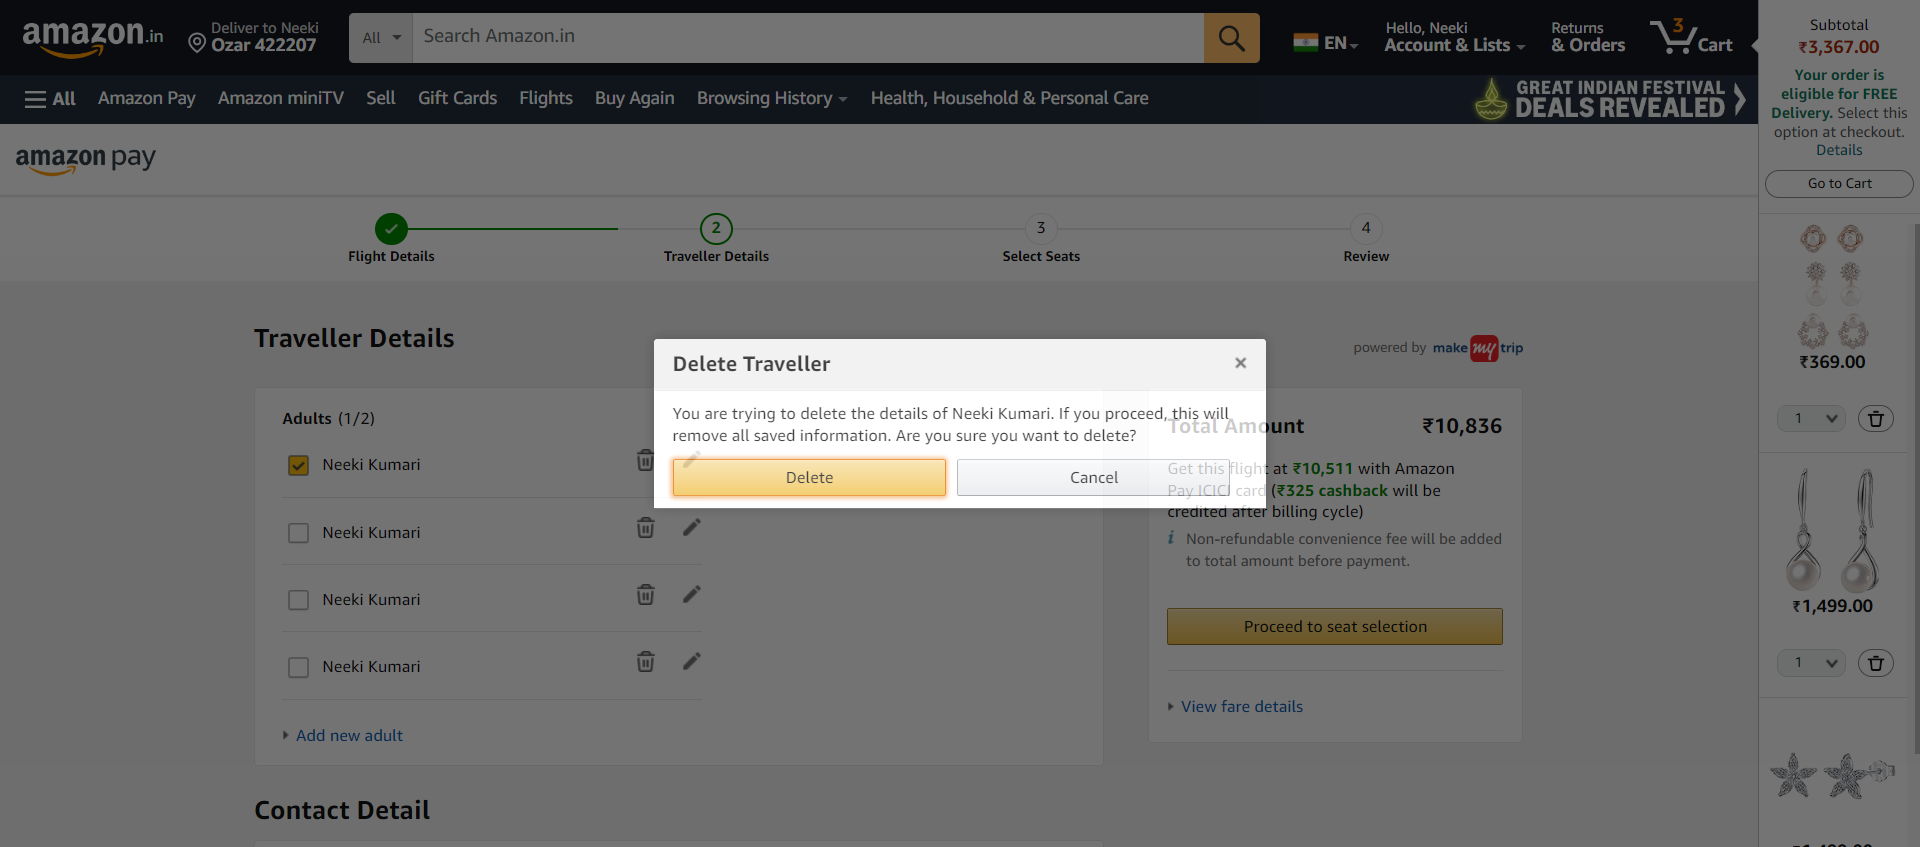 amazon.in
Deliver to Neeki
Ozar 422207
All
Search Amazon.in
EN
Hello, Neeki
Account & Lists
Returns
& Orders
3
Cart
All
Amazon Pay
Amazon miniTV
Sell
Gift Cards
Flights
Buy Again
Browsing History
Health, Household & Personal Care
GREAT INDIAN FESTIVAL
DEALS REVEALED
amazon pay
Flight Details
2
Traveller Details
3
Select Seats
4
Review
Traveller Details
powered by make my trip
Adults (1/2)
Neeki Kumari
Neeki Kumari
Neeki Kumari
Neeki Kumari
Add new adult
Contact Detail
Delete Traveller
×
You are trying to delete the details of Neeki Kumari. If you proceed, this will
remove all saved information. Are you sure you want to delete?
Delete
Cancel
Total Amount
₹10,836
Get this flight at ₹10,511 with Amazon
Pay ICICI card (₹325 cashback will be
credited after billing cycle)
i Non-refundable convenience fee will be added
to total amount before payment.
Proceed to seat selection
View fare details
Subtotal
₹3,367.00
Your order is
eligible for FREE
Delivery. Select this
option at checkout.
Details
Go to Cart
₹369.00
1
₹1,499.00
1